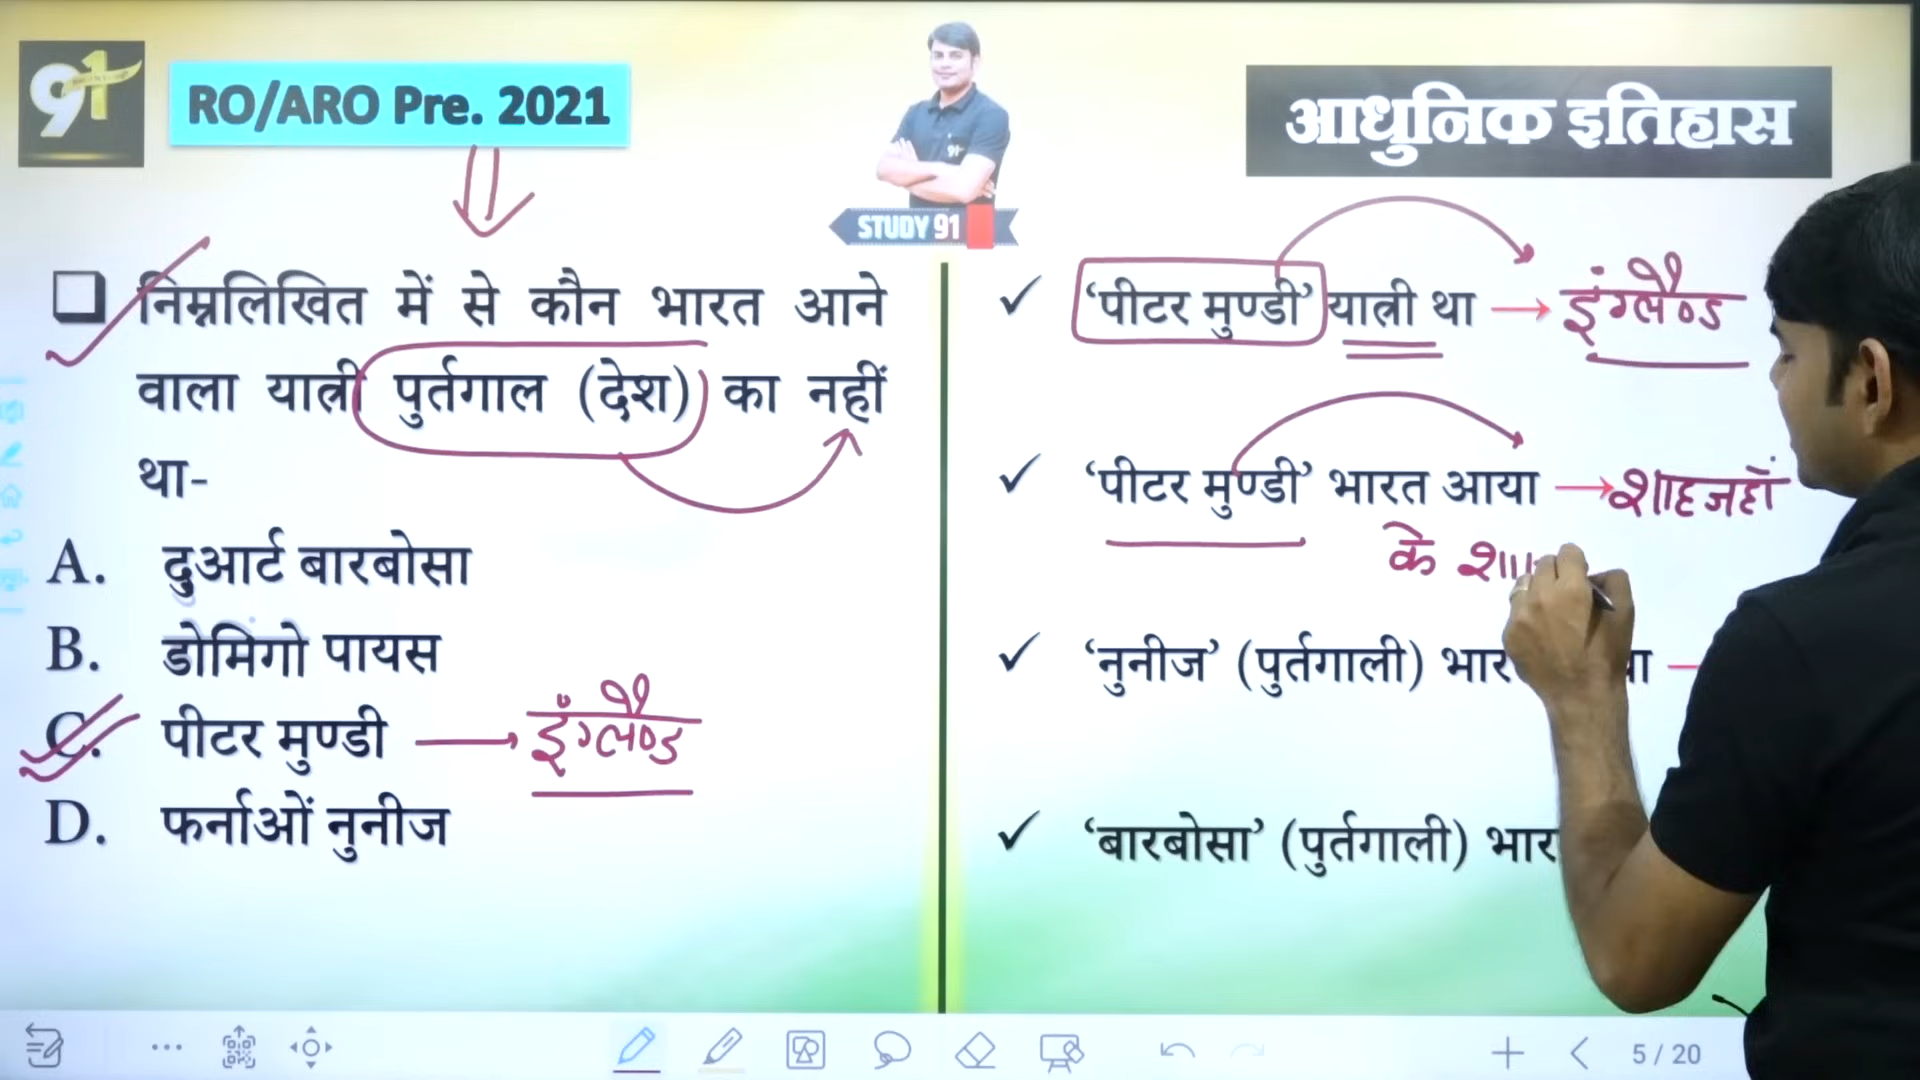 91
RO/ARO Pre. 2021
STUDY 91
आधुनिक इतिहास
निम्नलिखित में से कौन भारत आने
वाला यात्री पुर्तगाल (देश) का नहीं
था-
A. दुआर्ट बारबोसा
B. डोमिंगो पायस
C. पीटर मुण्डी → इंग्लैण्ड
D. फर्नाओं नुनीज
✓ ‘पीटर मुण्डी’ यात्री था → इंग्लैण्ड
✓ ‘पीटर मुण्डी’ भारत आया → शाहजहाँ
के
✓ ‘नुनीज’ (पुर्तगाली)
✓ ‘बारबोसा’ (पुर्तगाली)
5 / 20